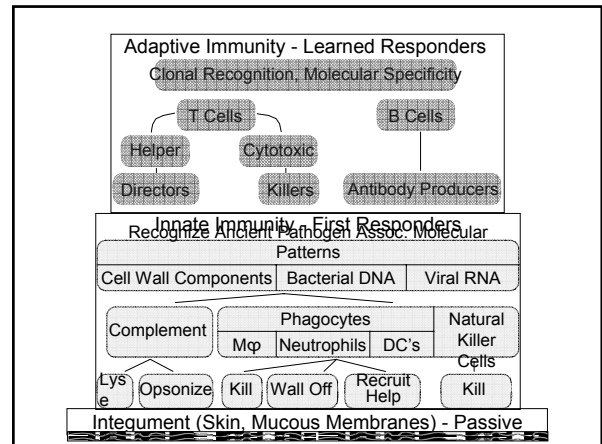 Adaptive Immunity - Learned Responders
Clonal Recognition, Molecular Specificity
T Cells
B Cells
Helper
Cytotoxic
Directors
Killers
Antibody Producers
Innate Immunity - First Responders
Recognize Ancient Pathogen Assoc. Molecular
Patterns
Cell Wall Components
Bacterial DNA
Viral RNA
Complement
Phagocytes
Mφ
Neutrophils
DC's
Natural
Killer
Cells
Lys
e
Opsonize
Kill
Wall Off
Recruit
Help
Kill
Integument (Skin, Mucous Membranes) - Passive